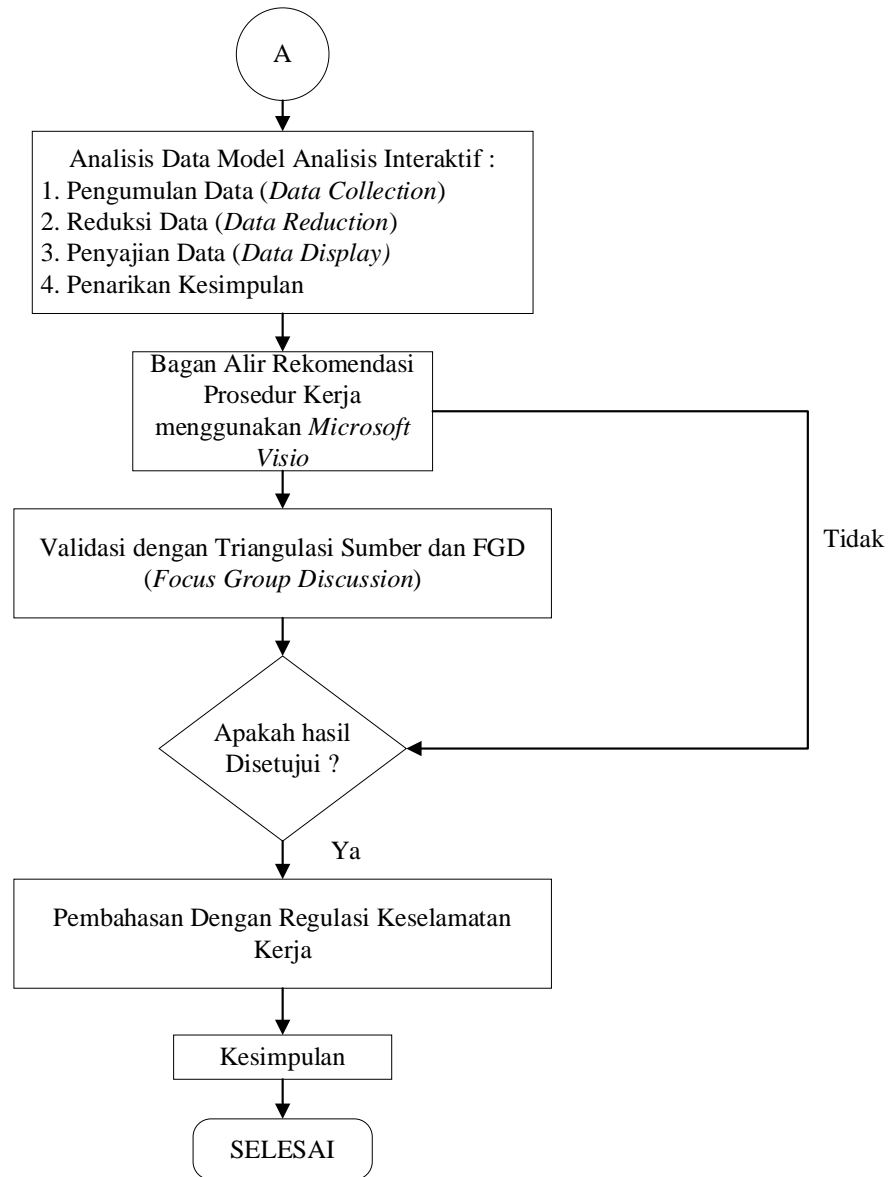 A
Analisis Data Model Analisis Interaktif :
1. Pengumulan Data (Data Collection)
2. Reduksi Data (Data Reduction)
3. Penyajian Data (Data Display)
4. Penarikan Kesimpulan
Bagan Alir Rekomendasi
Prosedur Kerja
menggunakan Microsoft
Visio
Validasi dengan Triangulasi Sumber dan FGD
(Focus Group Discussion)
Tidak
Apakah hasil
Disetujui ?
Ya
Pembahasan Dengan Regulasi Keselamatan
Kerja
Kesimpulan
SELESAI